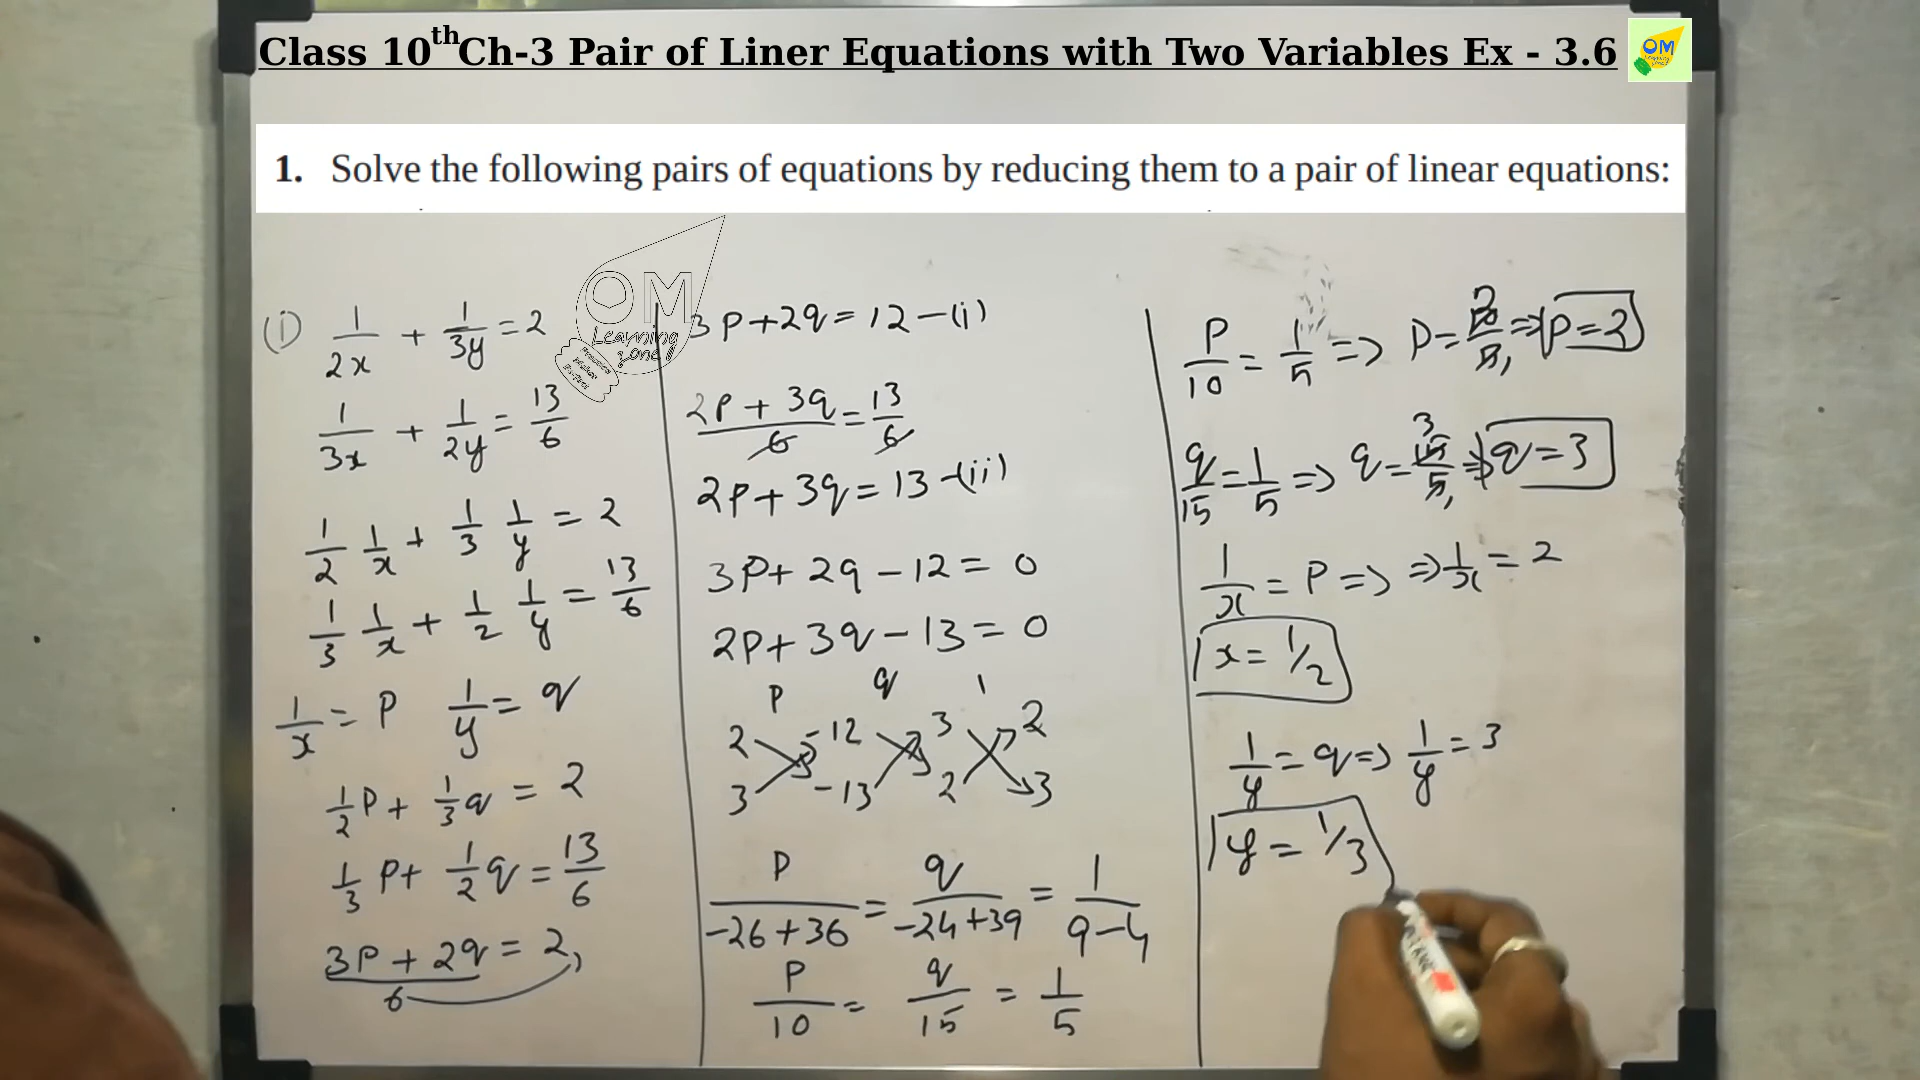 Class 10th Ch-3 Pair of Liner Equations with Two Variables Ex - 3.6
OM
Learning
Zone!
1. Solve the following pairs of equations by reducing them to a pair of linear equations:
OM
Learning
Zone!
(i) 1/2x + 1/3y = 2
1/3x + 1/2y = 13/6
1/2 1/x + 1/3 1/y = 2
1/3 1/x + 1/2 1/y = 13/6
1/x = P 1/y = q
1/2 P + 1/3 q = 2
1/3 P + 1/2 q = 13/6
3P + 2q / 6 = 2
3P + 2q = 12 -(i)
2P + 3q / 6 = 13/6
2P + 3q = 13 -(ii)
3P + 2q - 12 = 0
2P + 3q - 13 = 0
P q 1
2 -12 3 2
3 -13 2 3
P/-26+36 = q/-24+39 = 1/9-4
P/10 = q/15 = 1/5
P/10 = 1/5 => P = 10/5 2 => P = 2
q/15 = 1/5 => q = 15/5 3 => q = 3
1/x = P => => 1/x = 2
x = 1/2
1/y = q => 1/y = 3
y = 1/3